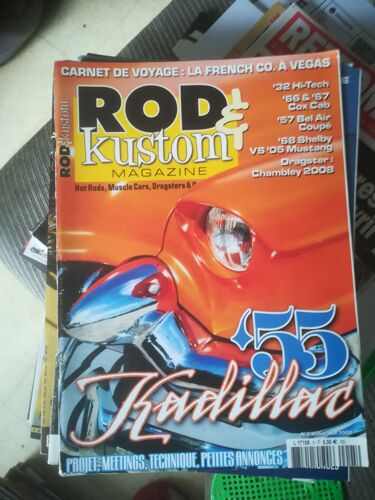 CARNET DE VOYAGE : LA FRENCH CO. À VEGAS
ROD &
kustom
MAGAZINE
Hot Rods, Muscle Cars, Dragsters &
'32 Hi-Tech
'66 & '67
Cox Cab
'57 Bel Air
Coupé
'68 Shelby
VS '05 Mustang
Dragster :
Chambley 2008
ROD & kustom
'55
Kadillac
PROJET, MEETINGS, TECHNIQUE, PETITES ANNONCES